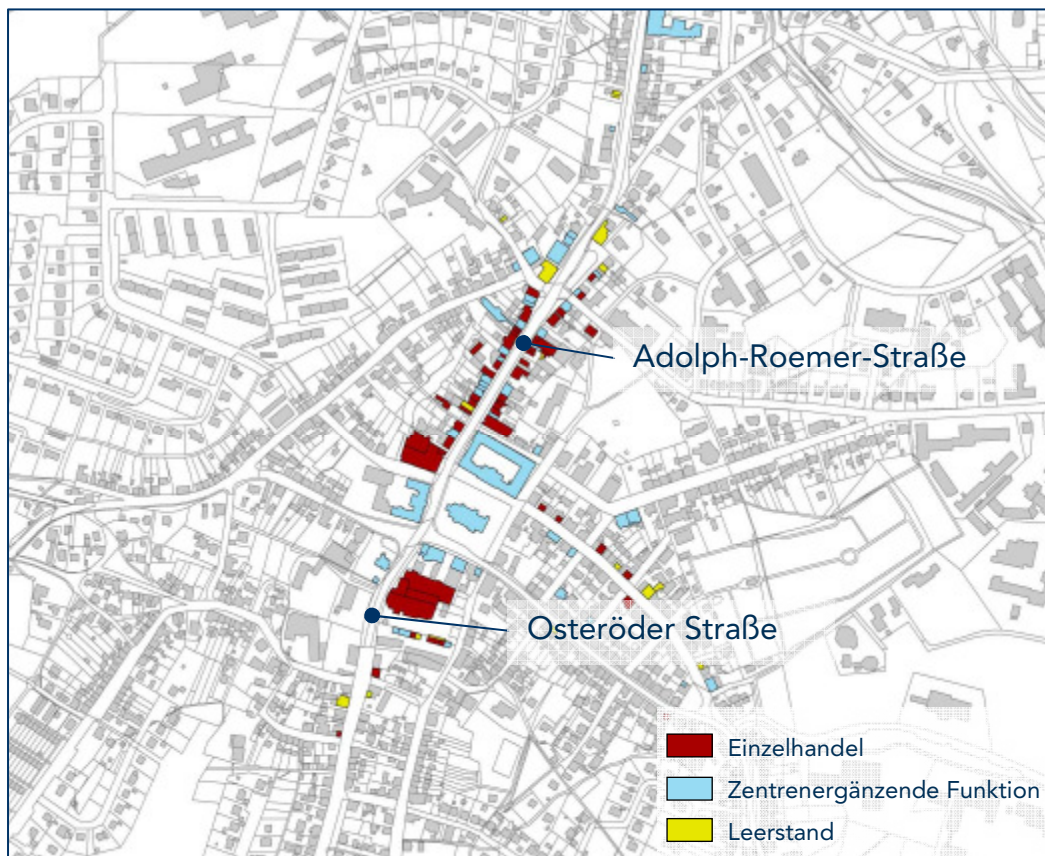 Adolph-Roemer-Straße
Osteröder Straße
Einzelhandel
Zentrenergänzende Funktion
Leerstand